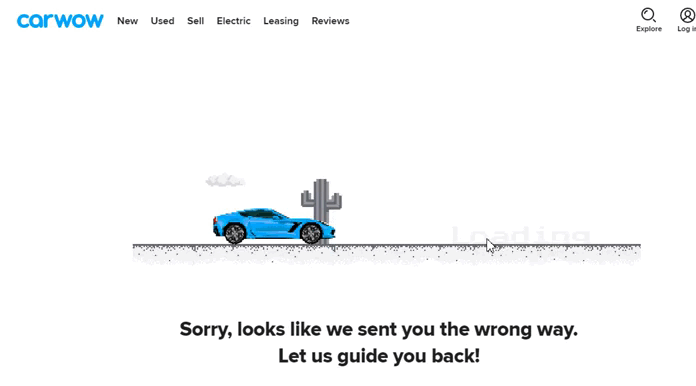 carwow New Used Sell Electric Leasing Reviews
Explore Log in
Loading
Sorry, looks like we sent you the wrong way.
Let us guide you back!